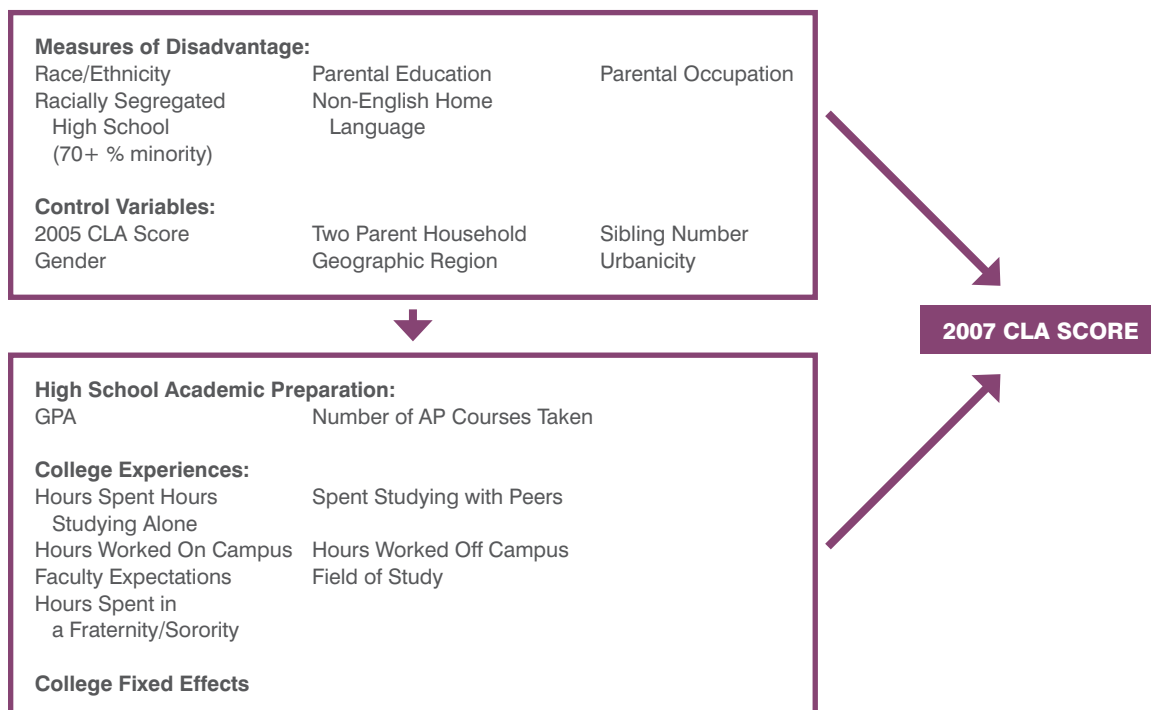 Measures of Disadvantage:
Race/Ethnicity Parental Education Parental Occupation
Racially Segregated Non-English Home
High School Language
(70+ % minority)
Control Variables:
2005 CLA Score Two Parent Household Sibling Number
Gender Geographic Region Urbanicity
2007 CLA SCORE
High School Academic Preparation:
GPA Number of AP Courses Taken
College Experiences:
Hours Spent Hours Spent Studying with Peers
Studying Alone
Hours Worked On Campus Hours Worked Off Campus
Faculty Expectations Field of Study
Hours Spent in
a Fraternity/Sorority
College Fixed Effects